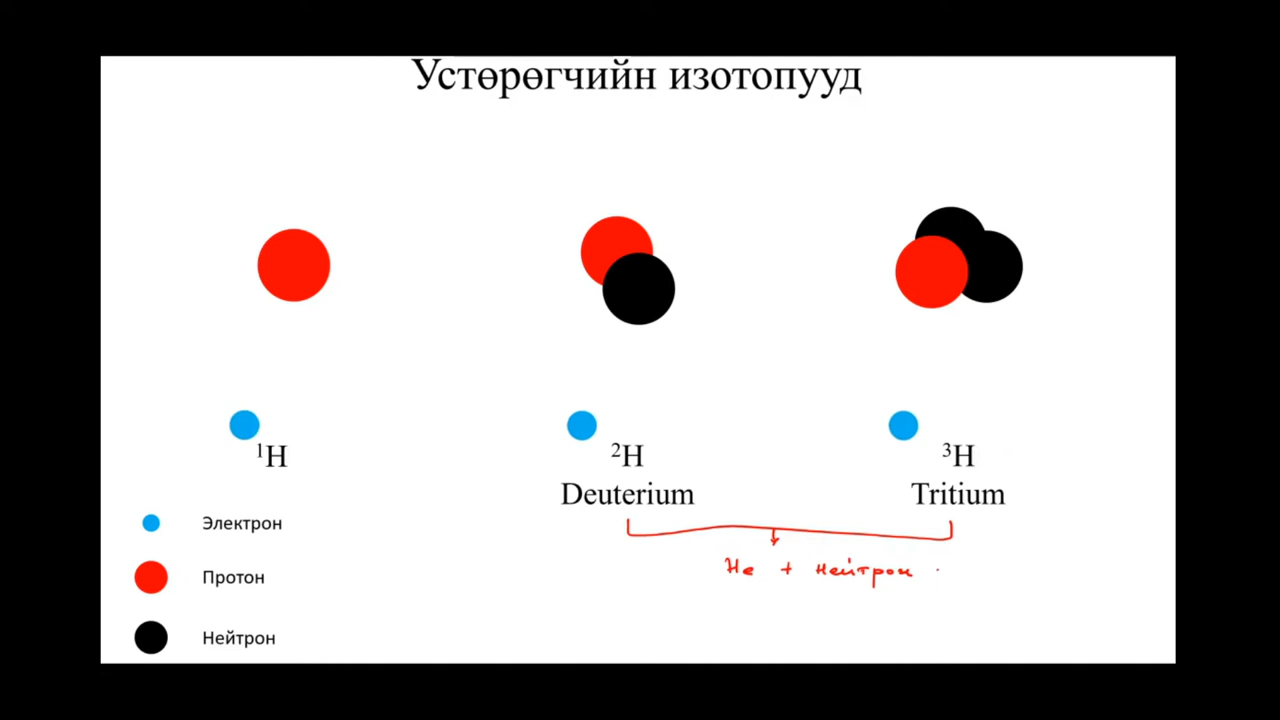 Устөрөгчийн изотопууд
¹H
²H
³H
Deuterium
Tritium
He + нейтрон
Электрон
Протон
Нейтрон